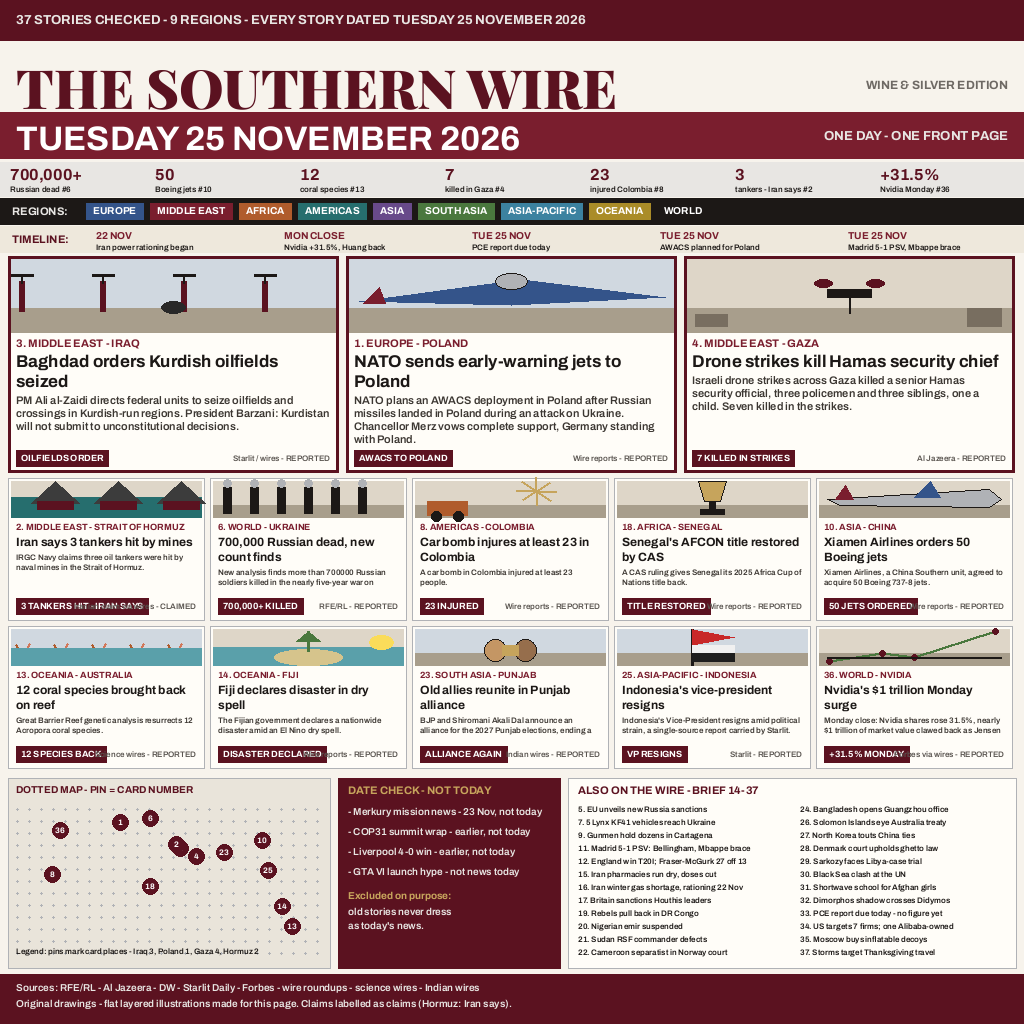 37 STORIES CHECKED - 9 REGIONS - EVERY STORY DATED TUESDAY 25 NOVEMBER 2026
THE SOUTHERN WIRE
WINE & SILVER EDITION
TUESDAY 25 NOVEMBER 2026
ONE DAY - ONE FRONT PAGE
700,000+
Russian dead #6
50
Boeing jets #10
12
coral species #13
7
killed in Gaza #4
23
injured Colombia #8
3
tankers - Iran says #2
+31.5%
Nvidia Monday #36
REGIONS:
EUROPE
MIDDLE EAST
AFRICA
AMERICAS
ASIA
SOUTH ASIA
ASIA-PACIFIC
OCEANIA
WORLD
TIMELINE:
22 NOV
Iran power rationing began
MON CLOSE
Nvidia +31.5%, Huang back
TUE 25 NOV
PCE report due today
TUE 25 NOV
AWACS planned for Poland
TUE 25 NOV
Madrid 5-1 PSV, Mbappe brace
3. MIDDLE EAST - IRAQ
Baghdad orders Kurdish oilfields
seized
PM Ali al-Zaidi directs federal units to seize oilfields and
crossings in Kurdish-run regions. President Barzani: Kurdistan
will not submit to unconstitutional decisions.
OILFIELDS ORDER
Starlit / wires - REPORTED
1. EUROPE - POLAND
NATO sends early-warning jets to
Poland
NATO plans an AWACS deployment in Poland after Russian
missiles landed in Poland during an attack on Ukraine.
Chancellor Merz vows complete support, Germany standing
with Poland.
AWACS TO POLAND
Wire reports - REPORTED
4. MIDDLE EAST - GAZA
Drone strikes kill Hamas security chief
Israeli drone strikes across Gaza killed a senior Hamas
security official, three policemen and three siblings, one a
child. Seven killed in the strikes.
7 KILLED IN STRIKES
Al Jazeera - REPORTED
2. MIDDLE EAST - STRAIT OF HORMUZ
Iran says 3 tankers hit by mines
IRGC Navy claims three oil tankers were hit by
naval mines in the Strait of Hormuz.
3 TANKERS HIT - IRAN SAYS
- CLAIMED
6. WORLD - UKRAINE
700,000 Russian dead, new
count finds
New analysis finds more than 700000 Russian
soldiers killed in the nearly five-year war on
700,000+ KILLED
RFE/RL - REPORTED
8. AMERICAS - COLOMBIA
Car bomb injures at least 23 in
Colombia
A car bomb in Colombia injured at least 23
people.
23 INJURED
Wire reports - REPORTED
18. AFRICA - SENEGAL
Senegal's AFCON title restored
by CAS
A CAS ruling gives Senegal its 2025 Africa Cup of
Nations title back.
TITLE RESTORED
Wire reports - REPORTED
10. ASIA - CHINA
Xiamen Airlines orders 50
Boeing jets
Xiamen Airlines, a China Southern unit, agreed to
acquire 50 Boeing 737-8 jets.
50 JETS ORDERED
reports - REPORTED
13. OCEANIA - AUSTRALIA
12 coral species brought back
on reef
Great Barrier Reef genetic analysis resurrects 12
Acropora coral species.
12 SPECIES BACK
wires - REPORTED
14. OCEANIA - FIJI
Fiji declares disaster in dry
spell
The Fijian government declares a nationwide
disaster amid an El Nino dry spell.
DISASTER DECLARED
reports - REPORTED
23. SOUTH ASIA - PUNJAB
Old allies reunite in Punjab
alliance
BJP and Shiromani Akali Dal announce an
alliance for the 2027 Punjab elections, ending a
ALLIANCE AGAIN
Indian wires - REPORTED
25. ASIA-PACIFIC - INDONESIA
Indonesia's vice-president
resigns
Indonesia's Vice-President resigns amid political
strain, a single-source report carried by Starlit.
VP RESIGNS
Starlit - REPORTED
36. WORLD - NVIDIA
Nvidia's $1 trillion Monday
surge
Monday close: Nvidia shares rose 31.5%, nearly
$1 trillion of market value clawed back as Jensen
+31.5% MONDAY
via wires - REPORTED
DOTTED MAP - PIN = CARD NUMBER
36
1
6
2
4
23
10
8
18
25
14
13
Legend: pins mark card places - Iraq 3, Poland 1, Gaza 4, Hormuz 2
DATE CHECK - NOT TODAY
- Merkury mission news - 23 Nov, not today
- COP31 summit wrap - earlier, not today
- Liverpool 4-0 win - earlier, not today
- GTA VI launch hype - not news today
Excluded on purpose:
old stories never dress
as today's news.
ALSO ON THE WIRE - BRIEF 14-37
5. EU unveils new Russia sanctions
7. 5 Lynx KF41 vehicles reach Ukraine
9. Gunmen hold dozens in Cartagena
11. Madrid 5-1 PSV: Bellingham, Mbappe brace
12. England win T20I; Fraser-McGurk 27 off 13
15. Iran pharmacies run dry, doses cut
16. Iran winter gas shortage, rationing 22 Nov
17. Britain sanctions Houthis leaders
19. Rebels pull back in DR Congo
20. Nigerian emir suspended
21. Sudan RSF commander defects
22. Cameroon separatist in Norway court
24. Bangladesh opens Guangzhou office
26. Solomon Islands eye Australia treaty
27. North Korea touts China ties
28. Denmark court upholds ghetto law
29. Sarkozy faces Libya-case trial
30. Black Sea clash at the UN
31. Shortwave school for Afghan girls
32. Dimorphos shadow crosses Didymos
33. PCE report due today - no figure yet
34. US targets 7 firms; one Alibaba-owned
35. Moscow buys inflatable decoys
37. Storms target Thanksgiving travel
Sources: RFE/RL - Al Jazeera - DW - Starlit Daily - Forbes - wire roundups - science wires - Indian wires
Original drawings - flat layered illustrations made for this page. Claims labelled as claims (Hormuz: Iran says).